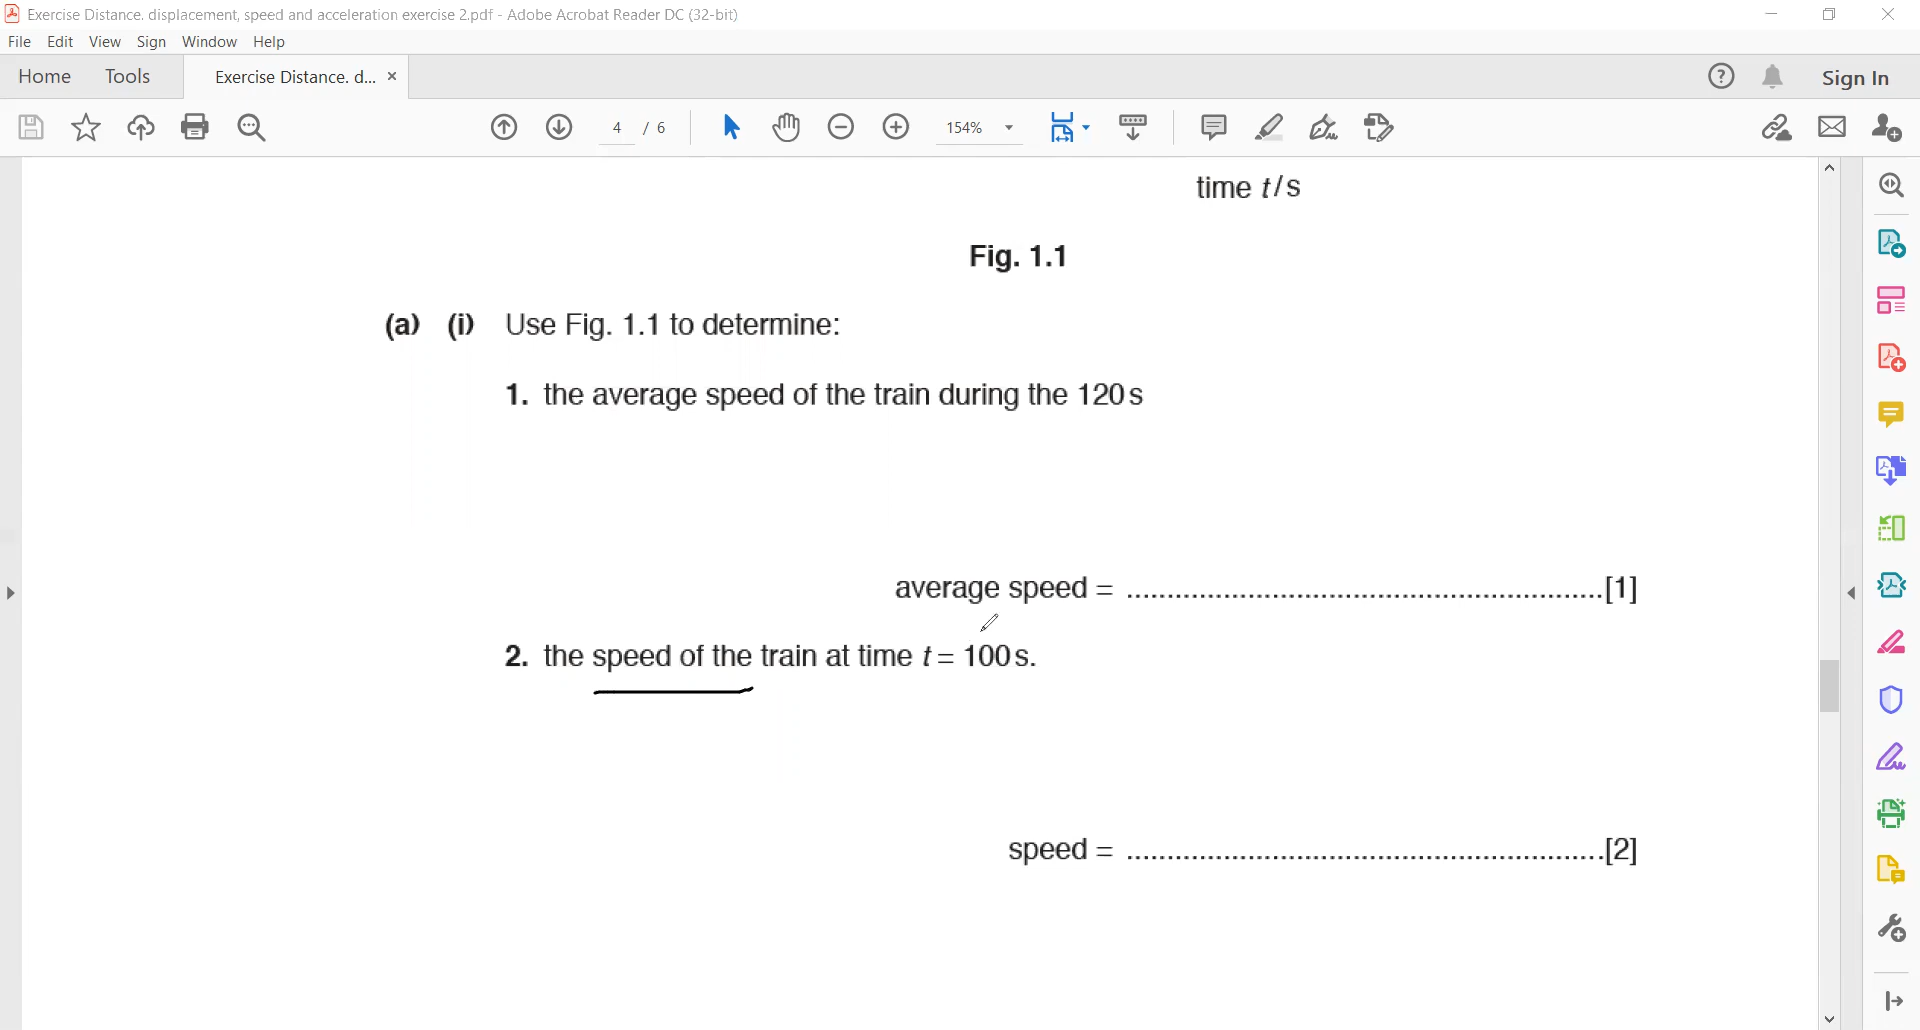 Exercise Distance. displacement, speed and acceleration exercise 2.pdf - Adobe Acrobat Reader DC (32-bit)
File Edit View Sign Window Help
Home Tools Exercise Distance. d... × Sign In
4 / 6 154%
time t/s
Fig. 1.1
(a) (i) Use Fig. 1.1 to determine:
1. the average speed of the train during the 120 s
average speed = ..........................................................[1]
2. the speed of the train at time t = 100 s.
speed = ..........................................................[2]